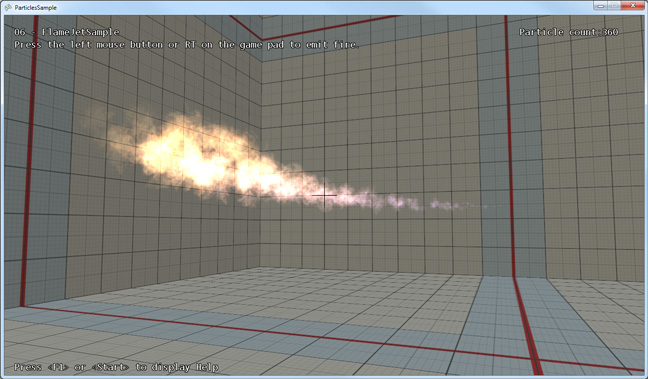 ParticlesSample
06 - FlameJetSample
Press the left mouse button or RT on the game pad to emit fire.
Particle count:360
Press <F1> or <Start> to display Help